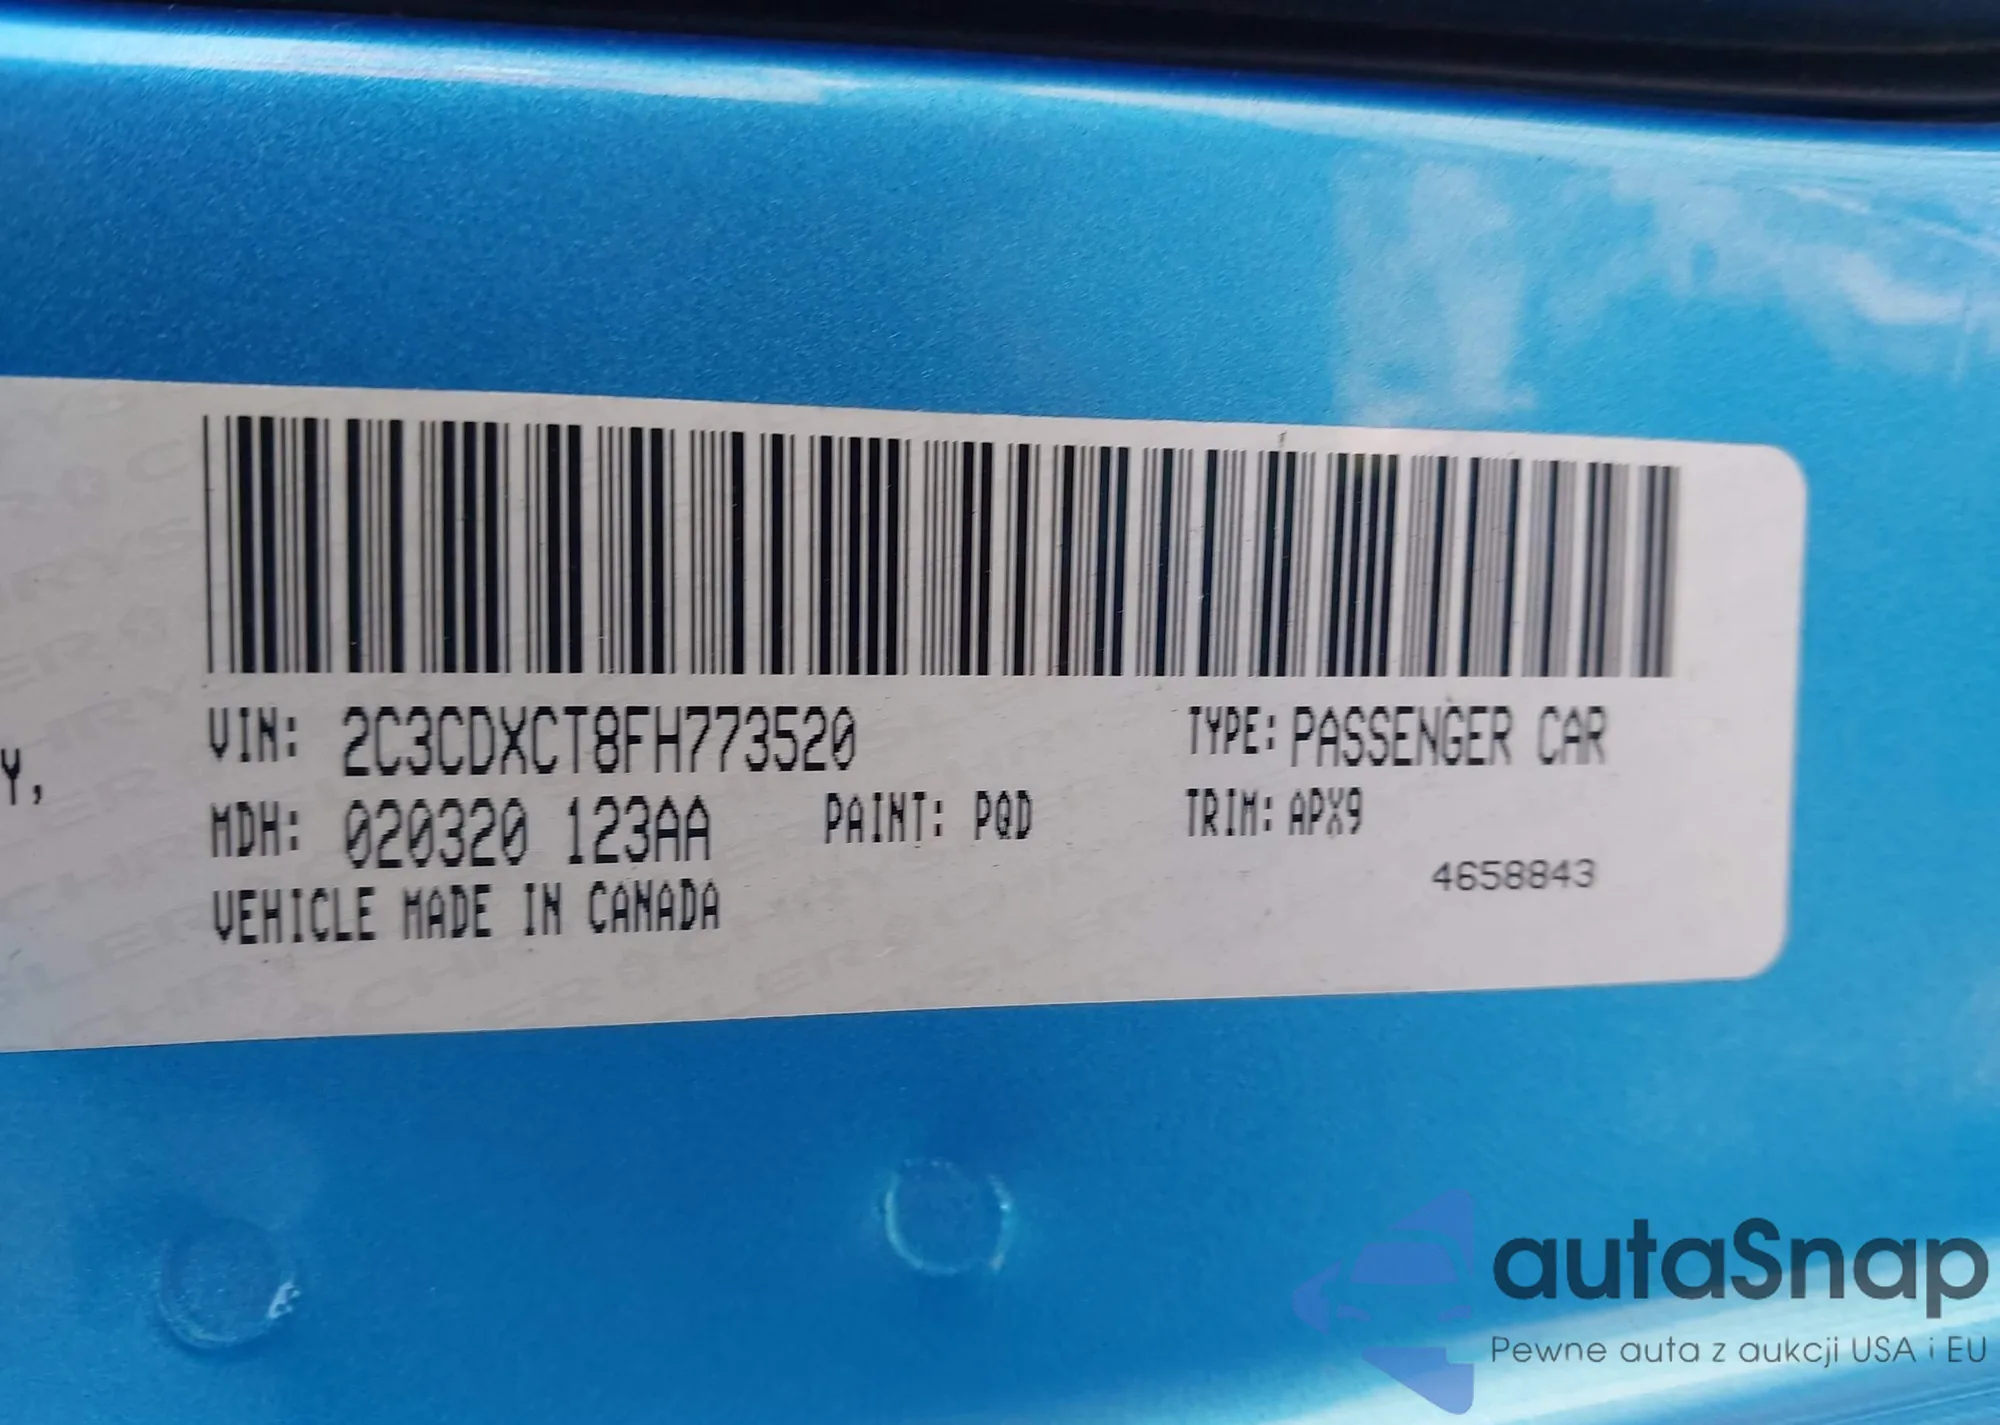 Y,
VIN: 2C3CDXCT8FH773520 TYPE: PASSENGER CAR
MDH: 020320 123AA PAINT: PQD TRIM: APX9
4658843
VEHICLE MADE IN CANADA
autaSnap
Pewne auta z aukcji USA i EU